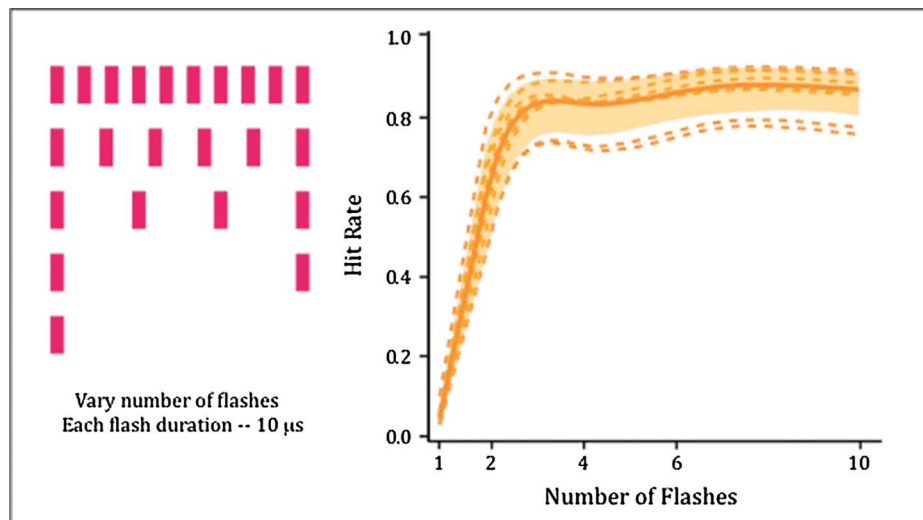 Vary number of flashes
Each flash duration -- 10 μs
Hit Rate
1.0
0.8
0.6
0.4
0.2
0.0
1 2 4 6 10
Number of Flashes